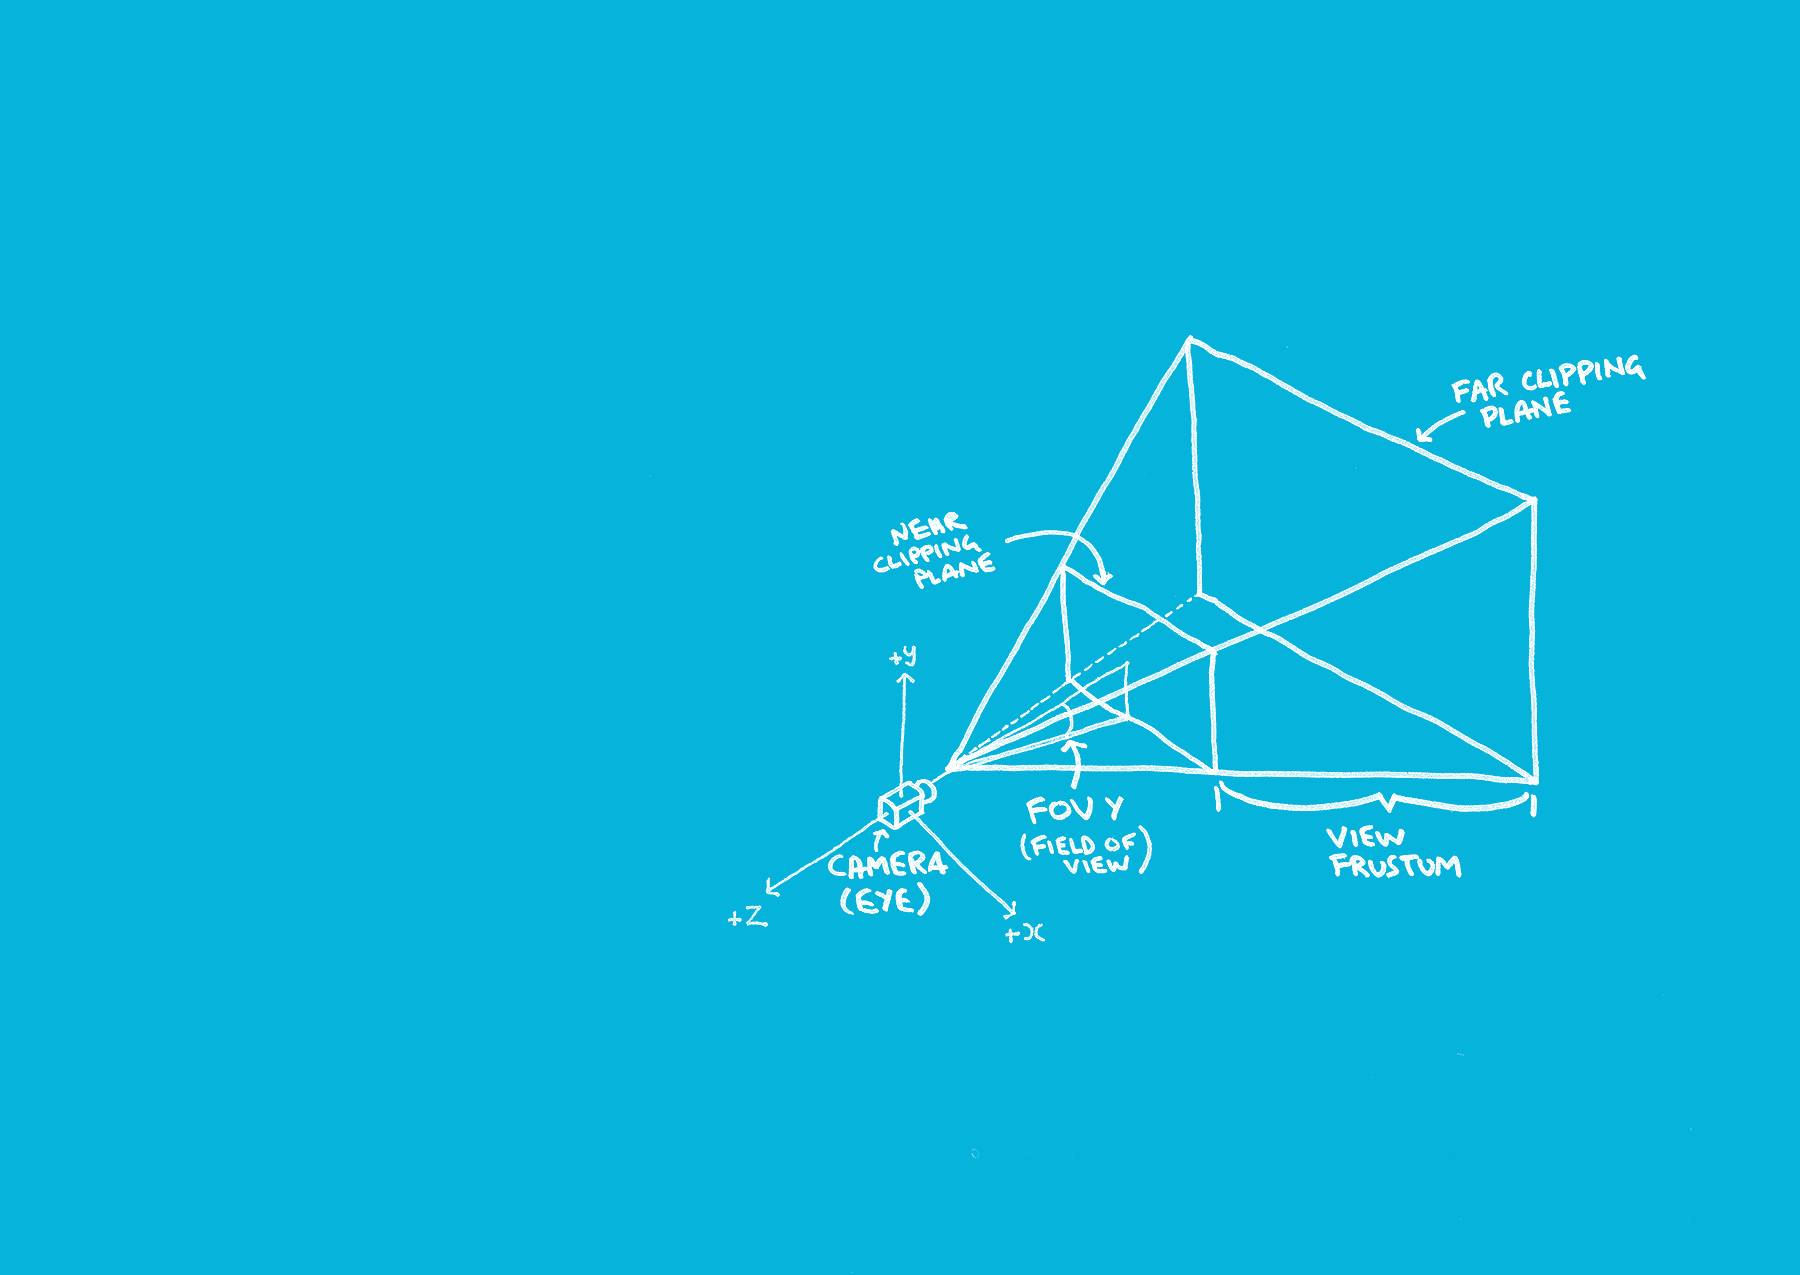 FAR CLIPPING
PLANE
NEAR
CLIPPING
PLANE
+y
FOV Y
(FIELD OF
VIEW)
VIEW
FRUSTUM
CAMERA
(EYE)
+Z
+x